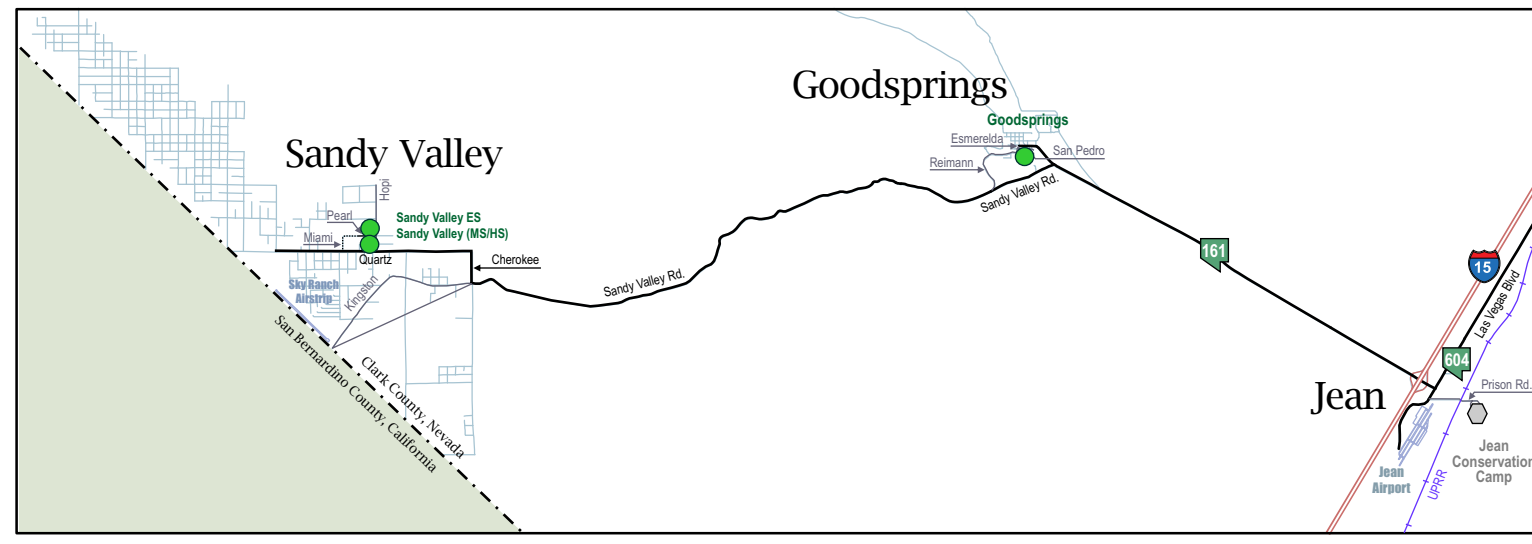 Goodsprings
Goodsprings
Esmerelda
San Pedro
Reimann
Sandy Valley Rd.
Sandy Valley
Hopi
Pearl
Sandy Valley ES
Sandy Valley (MS/HS)
Miami
Quartz
Cherokee
Sky Ranch
Airstrip
Kingston
Sandy Valley Rd.
161
15
Las Vegas Blvd
604
Jean
Prison Rd.
Jean
Conservation
Camp
Jean
Airport
UPRR
Clark County, Nevada
San Bernardino County, California